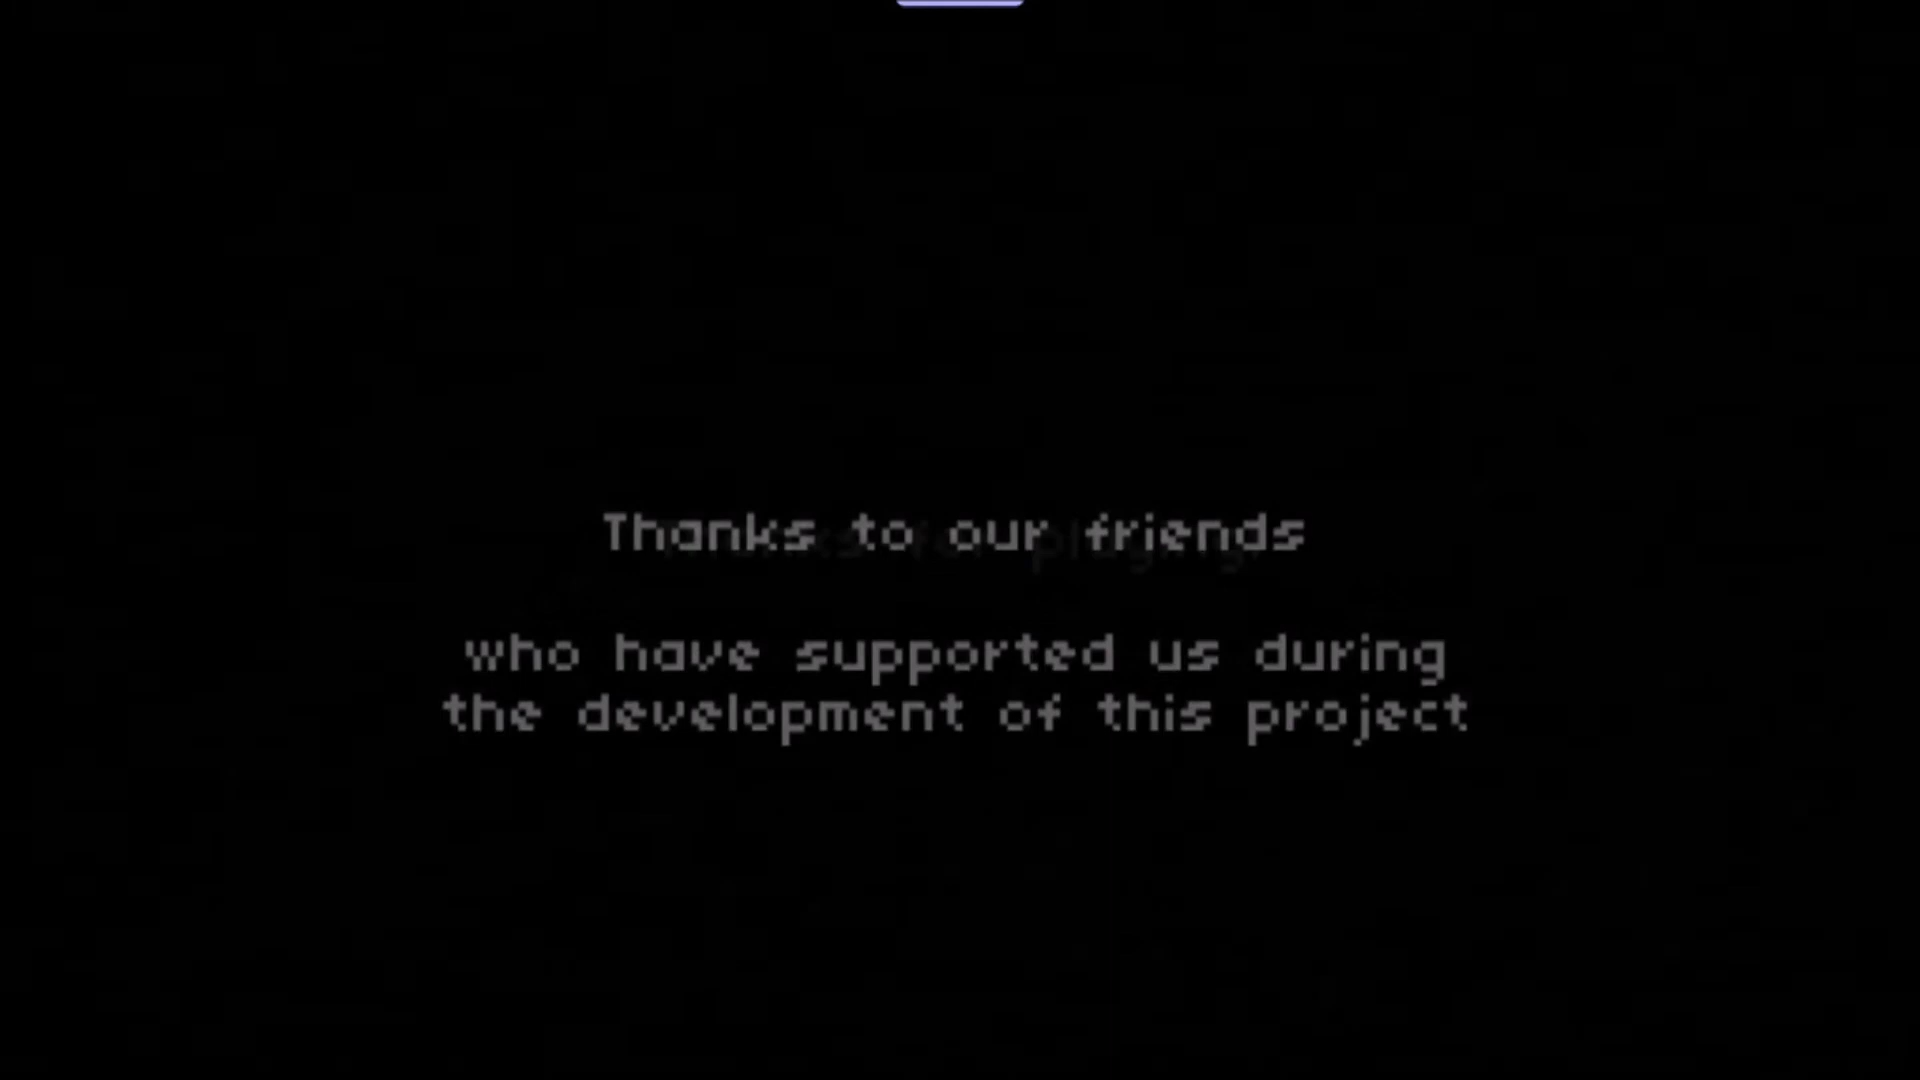 Thanks to our friends
who have supported us during
the development of this project